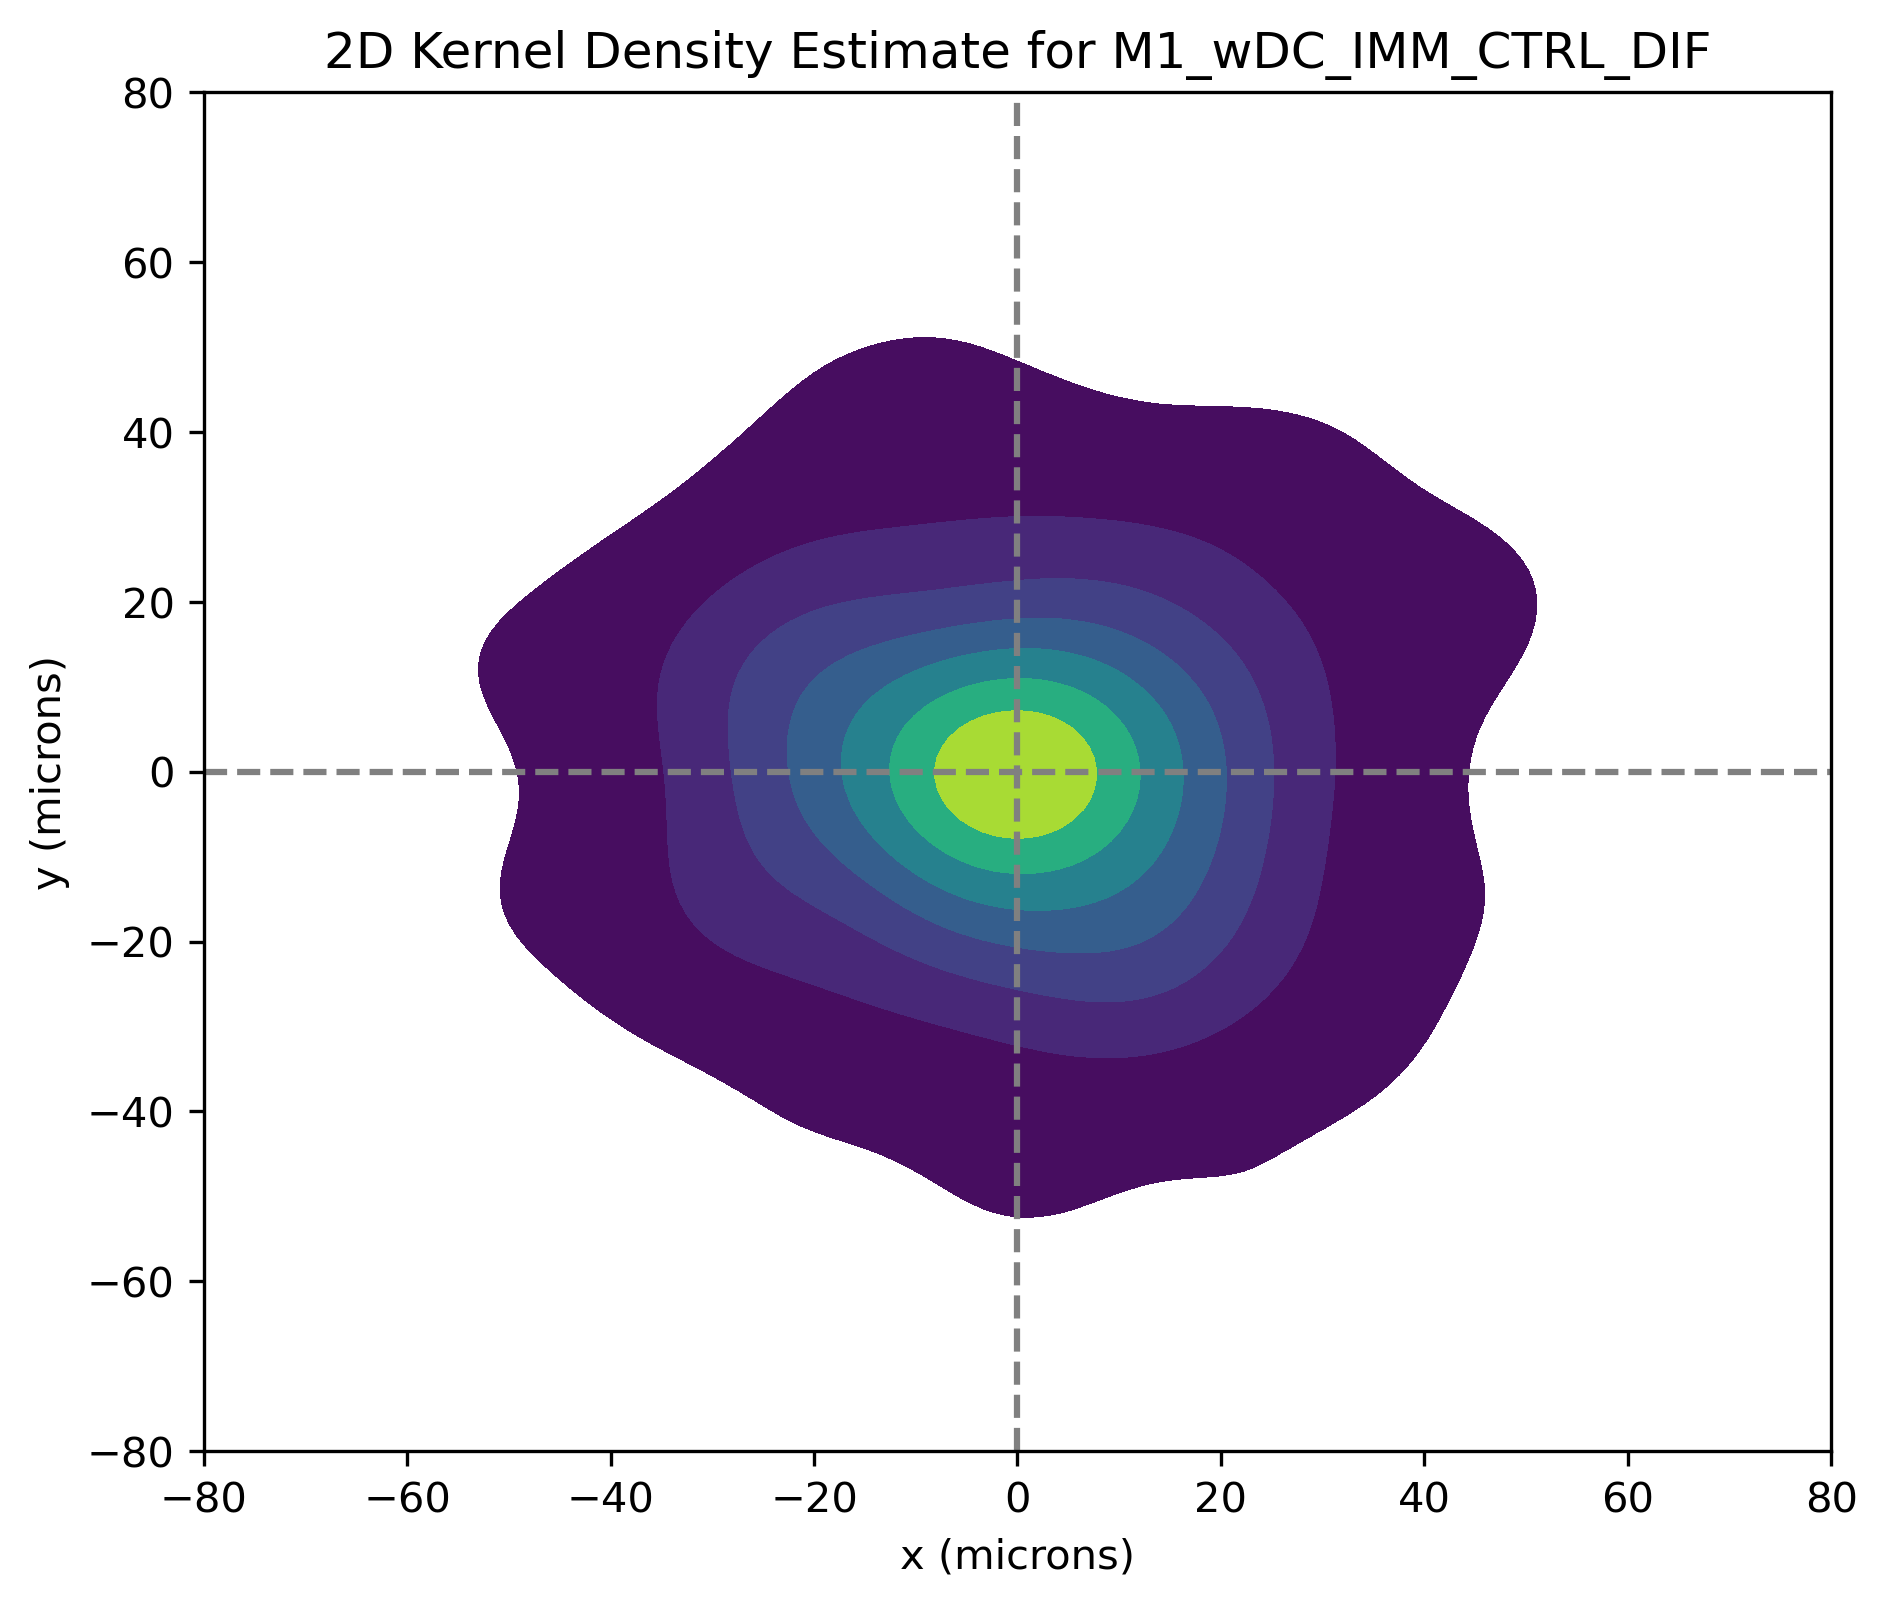 2D Kernel Density Estimate for M1_wDC_IMM_CTRL_DIF
80
60
40
20
0
−20
−40
−60
−80
y (microns)
−80 −60 −40 −20 0 20 40 60 80
x (microns)